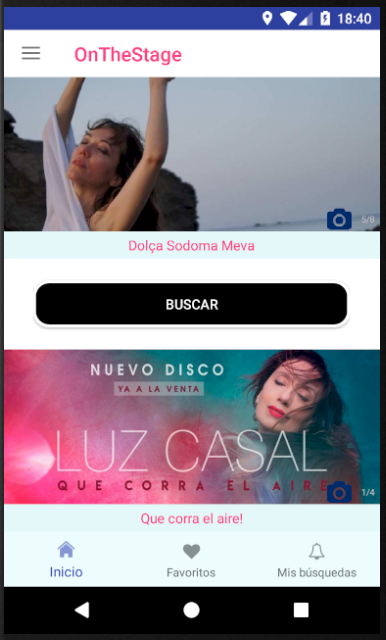 18:40
OnTheStage
5/8
Dolça Sodoma Meva
BUSCAR
NUEVO DISCO
YA A LA VENTA
LUZ CASAL
QUE CORRA EL AIRE
1/4
Que corra el aire!
Inicio
Favoritos
Mis búsquedas